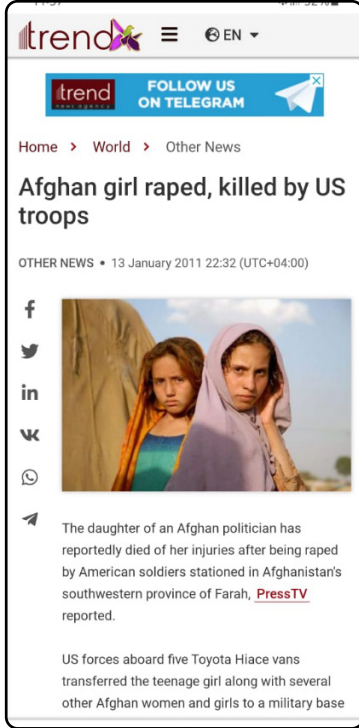 trend
EN
trend
news agency
FOLLOW US
ON TELEGRAM
Home > World > Other News
Afghan girl raped, killed by US
troops
OTHER NEWS • 13 January 2011 22:32 (UTC+04:00)
The daughter of an Afghan politician has
reportedly died of her injuries after being raped
by American soldiers stationed in Afghanistan's
southwestern province of Farah, PressTV
reported.
US forces aboard five Toyota Hiace vans
transferred the teenage girl along with several
other Afghan women and girls to a military base